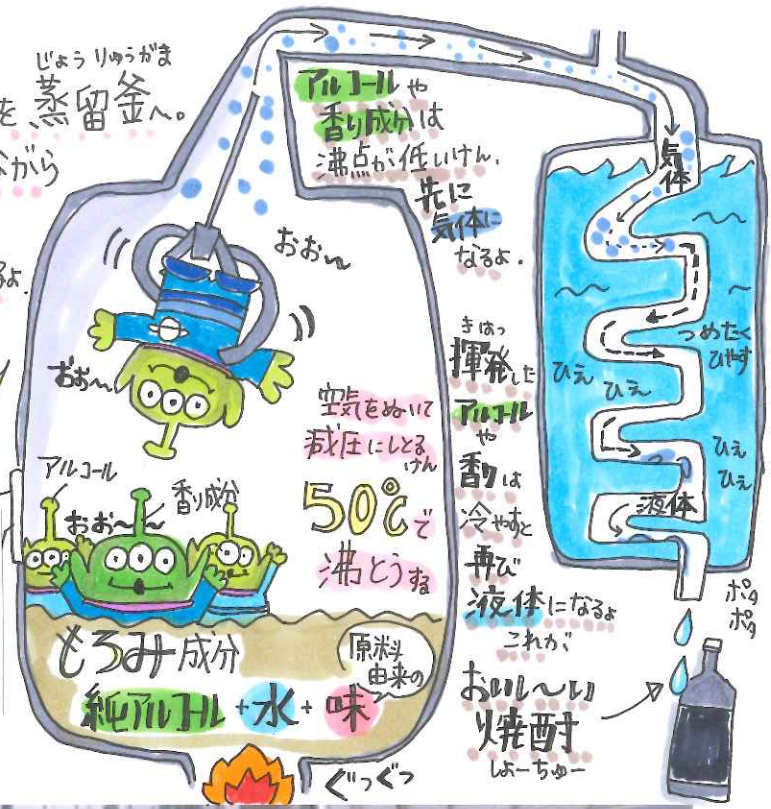 じょうりゅうがま
を蒸留釜へ。
ながら
るよ.
アルコールや
香り成分は
沸点が低いけん、
先に
気体に
なるよ.
おお〜
おお〜
アルコール
おお〜
香り成分
空気をぬいて
減圧にしとる
けん
50℃で
沸とうする
もろみ成分
原料
由来の
純アルコール+水+味
ぐつぐつ
きはつ
揮発した
アルコール
や
香りは
冷やすと
再び
液体になるよ
これが
おいし〜い
焼酎
しょーちゅー
気体
つめたく
ひやす
ひえ
ひえ
ひえ
ひえ
液体
ポタ
ポタ